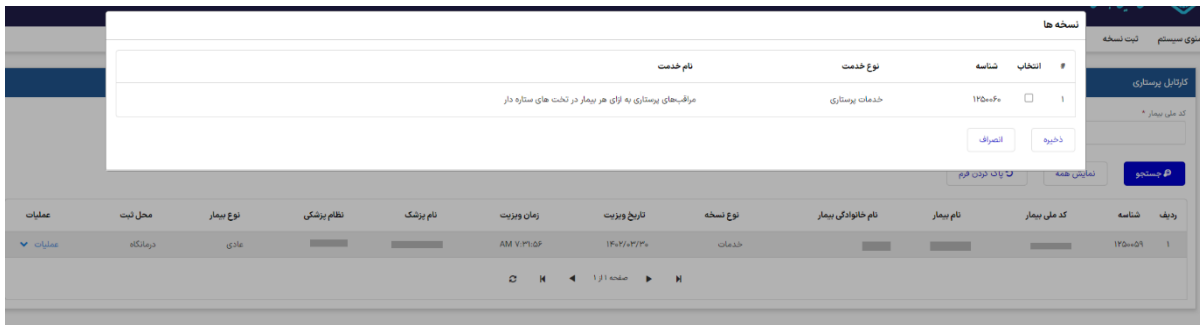 نسخه ها
منوی سیستم ثبت نسخه
# انتخاب شناسه نوع خدمت نام خدمت
۱ ۱۲۵۰۰۶۰ خدمات پرستاری مراقب‌های پرستاری به ازای هر بیمار در تخت های ستاره دار
ذخیره انصراف
کارتابل پرستاری
کد ملی بیمار *
جستجو نمایش همه پاک کردن فرم
ردیف شناسه کد ملی بیمار نام بیمار نام خانوادگی بیمار نوع نسخه تاریخ ویزیت زمان ویزیت نام پزشک نظام پزشکی نوع بیمار محل ثبت عملیات
۱ ۱۲۵۰۰۵۹ خدمات ۱۴۰۲/۰۳/۳۰ ۷:۳۱:۵۶ AM عادی درمانگاه عملیات
صفحه ۱ از ۱